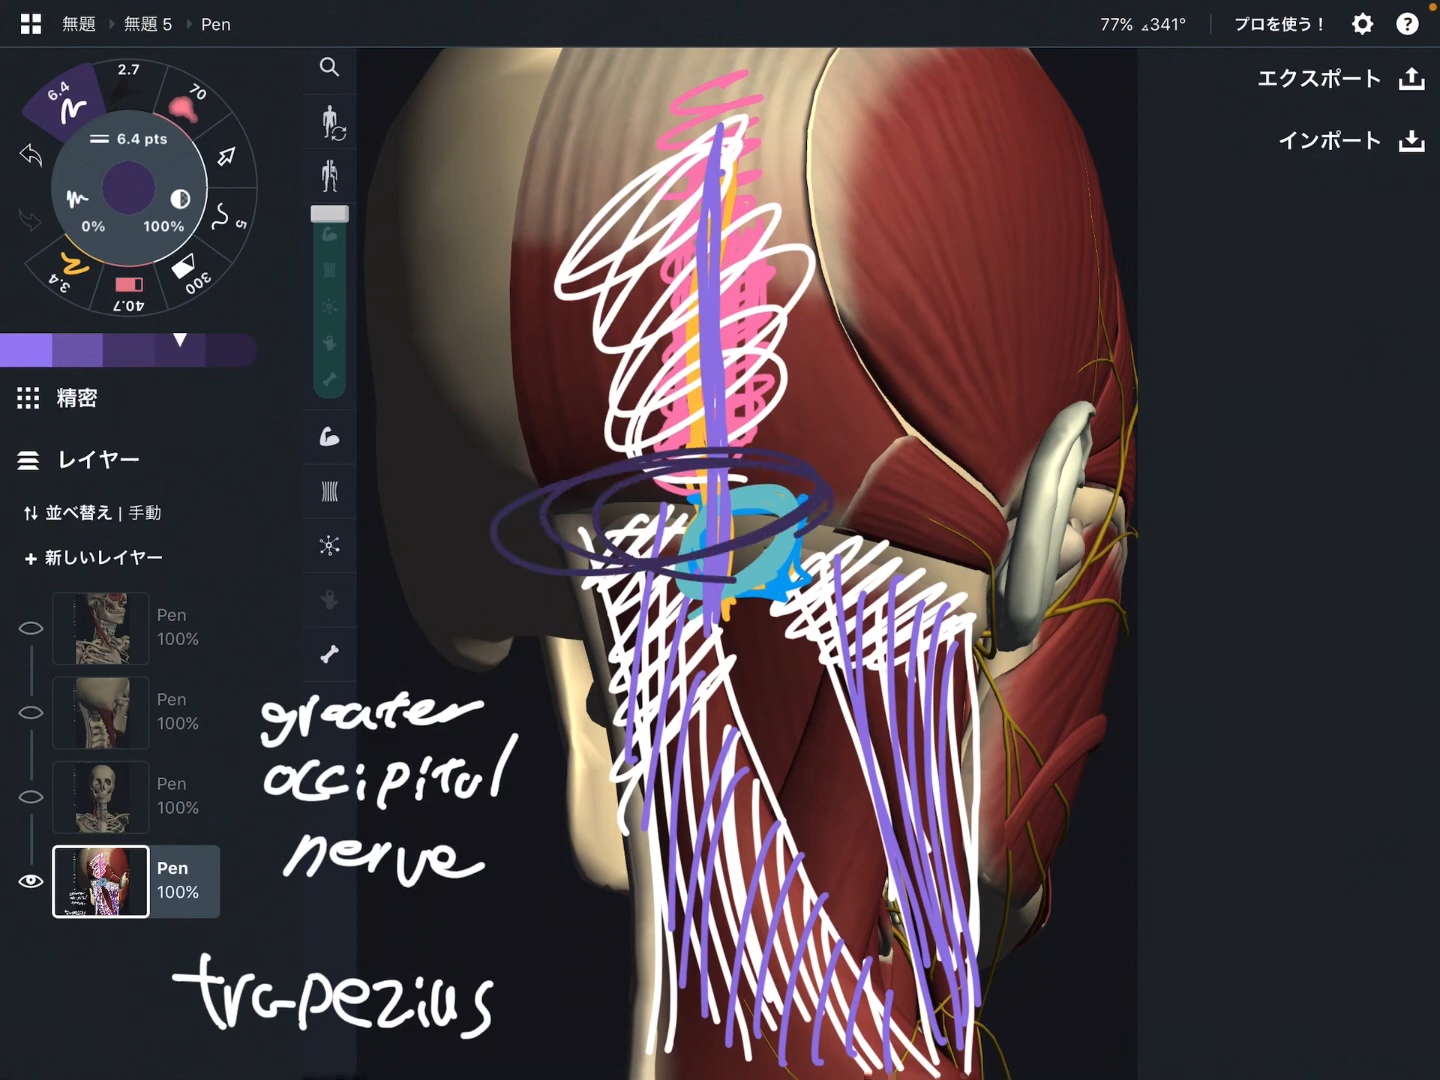 無題 無題 5 Pen
77% ⊿341° プロを使う！
エクスポート
インポート
2.7
6.4
70
6.4 pts
0% 100%
5
3.4
40.7
300
精密
レイヤー
並べ替え | 手動
+ 新しいレイヤー
Pen
100%
Pen
100%
Pen
100%
Pen
100%
greater
occipital
nerve
trapezius